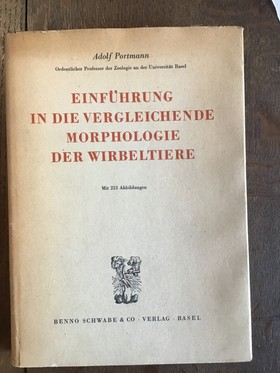 Adolf Portmann
Ordentlicher Professor der Zoologie an der Universität Basel
EINFÜHRUNG
IN DIE VERGLEICHENDE
MORPHOLOGIE
DER WIRBELTIERE
Mit 253 Abbildungen
BENNO SCHWABE & CO · VERLAG · BASEL